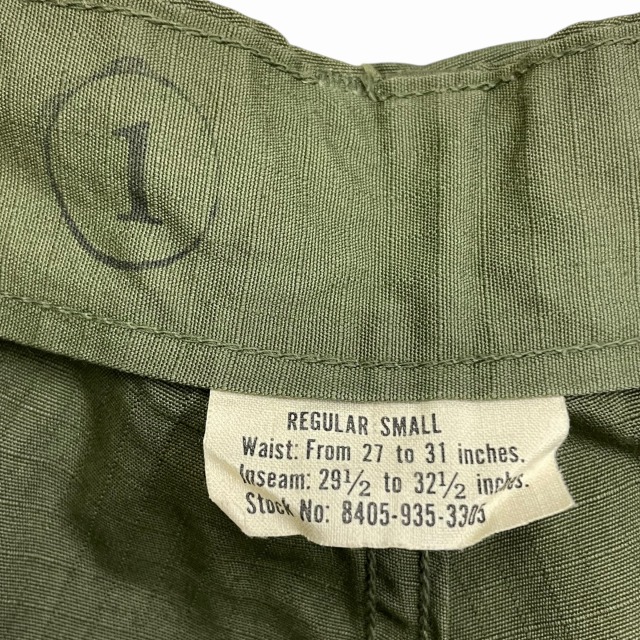 1
REGULAR SMALL
Waist: From 27 to 31 inches.
Inseam: 29½ to 32½ inches.
Stock No: 8405-935-3305